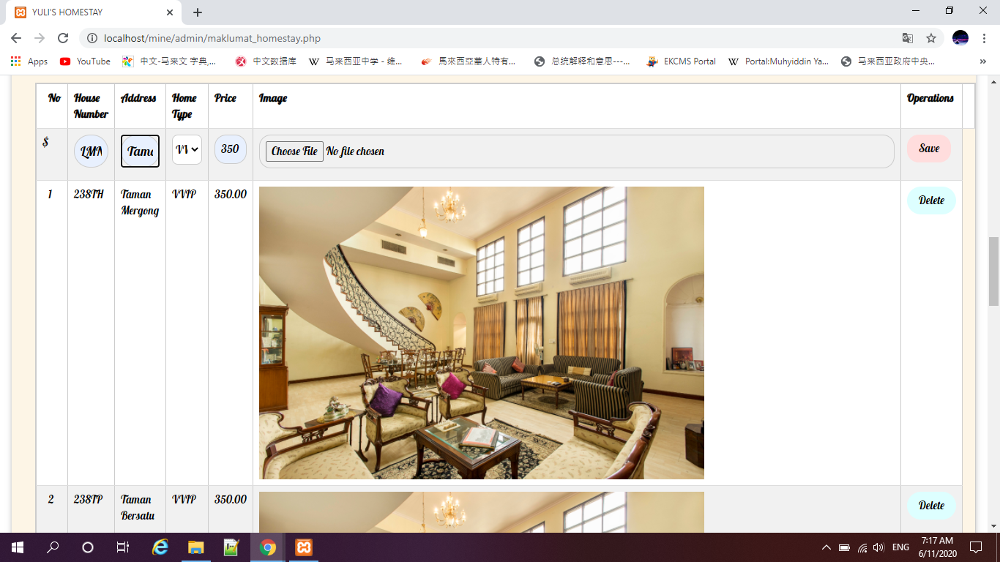 YULI'S HOMESTAY
localhost/mine/admin/maklumat_homestay.php
Apps YouTube 中文-马来文 字典,... 中文数据库 马来西亚中学 - 维... 馬來西亞華人特有... 总统解释和意思---... EKCMS Portal Portal:Muhyiddin Ya... 马来西亚政府中央... »
No House Number Address Home Type Price Image Operations
$ LMN Tama VV 350 Choose File No file chosen Save
1 238TH Taman Mergong VVIP 350.00 Delete
2 238TP Taman Bersatu VVIP 350.00 Delete
ENG 7:17 AM
6/11/2020